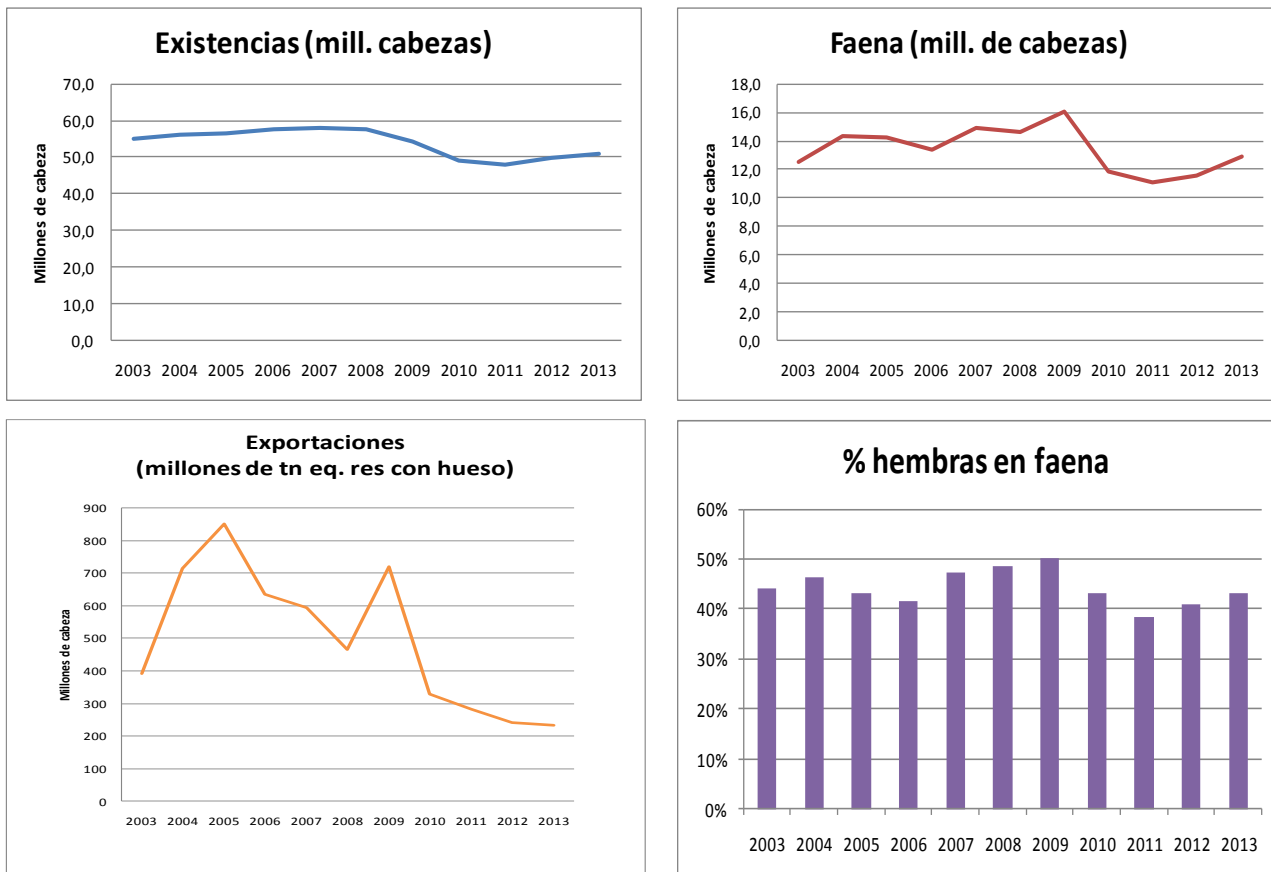 Existencias (mill. cabezas)
Millones de cabeza
70,0
60,0
50,0
40,0
30,0
20,0
10,0
0,0
2003 2004 2005 2006 2007 2008 2009 2010 2011 2012 2013
Faena (mill. de cabezas)
Millones de cabeza
18,0
16,0
14,0
12,0
10,0
8,0
6,0
4,0
2,0
0,0
2003 2004 2005 2006 2007 2008 2009 2010 2011 2012 2013
Exportaciones
(millones de tn eq. res con hueso)
Millones de cabeza
900
800
700
600
500
400
300
200
100
0
2003 2004 2005 2006 2007 2008 2009 2010 2011 2012 2013
% hembras en faena
60%
50%
40%
30%
20%
10%
0%
2003 2004 2005 2006 2007 2008 2009 2010 2011 2012 2013